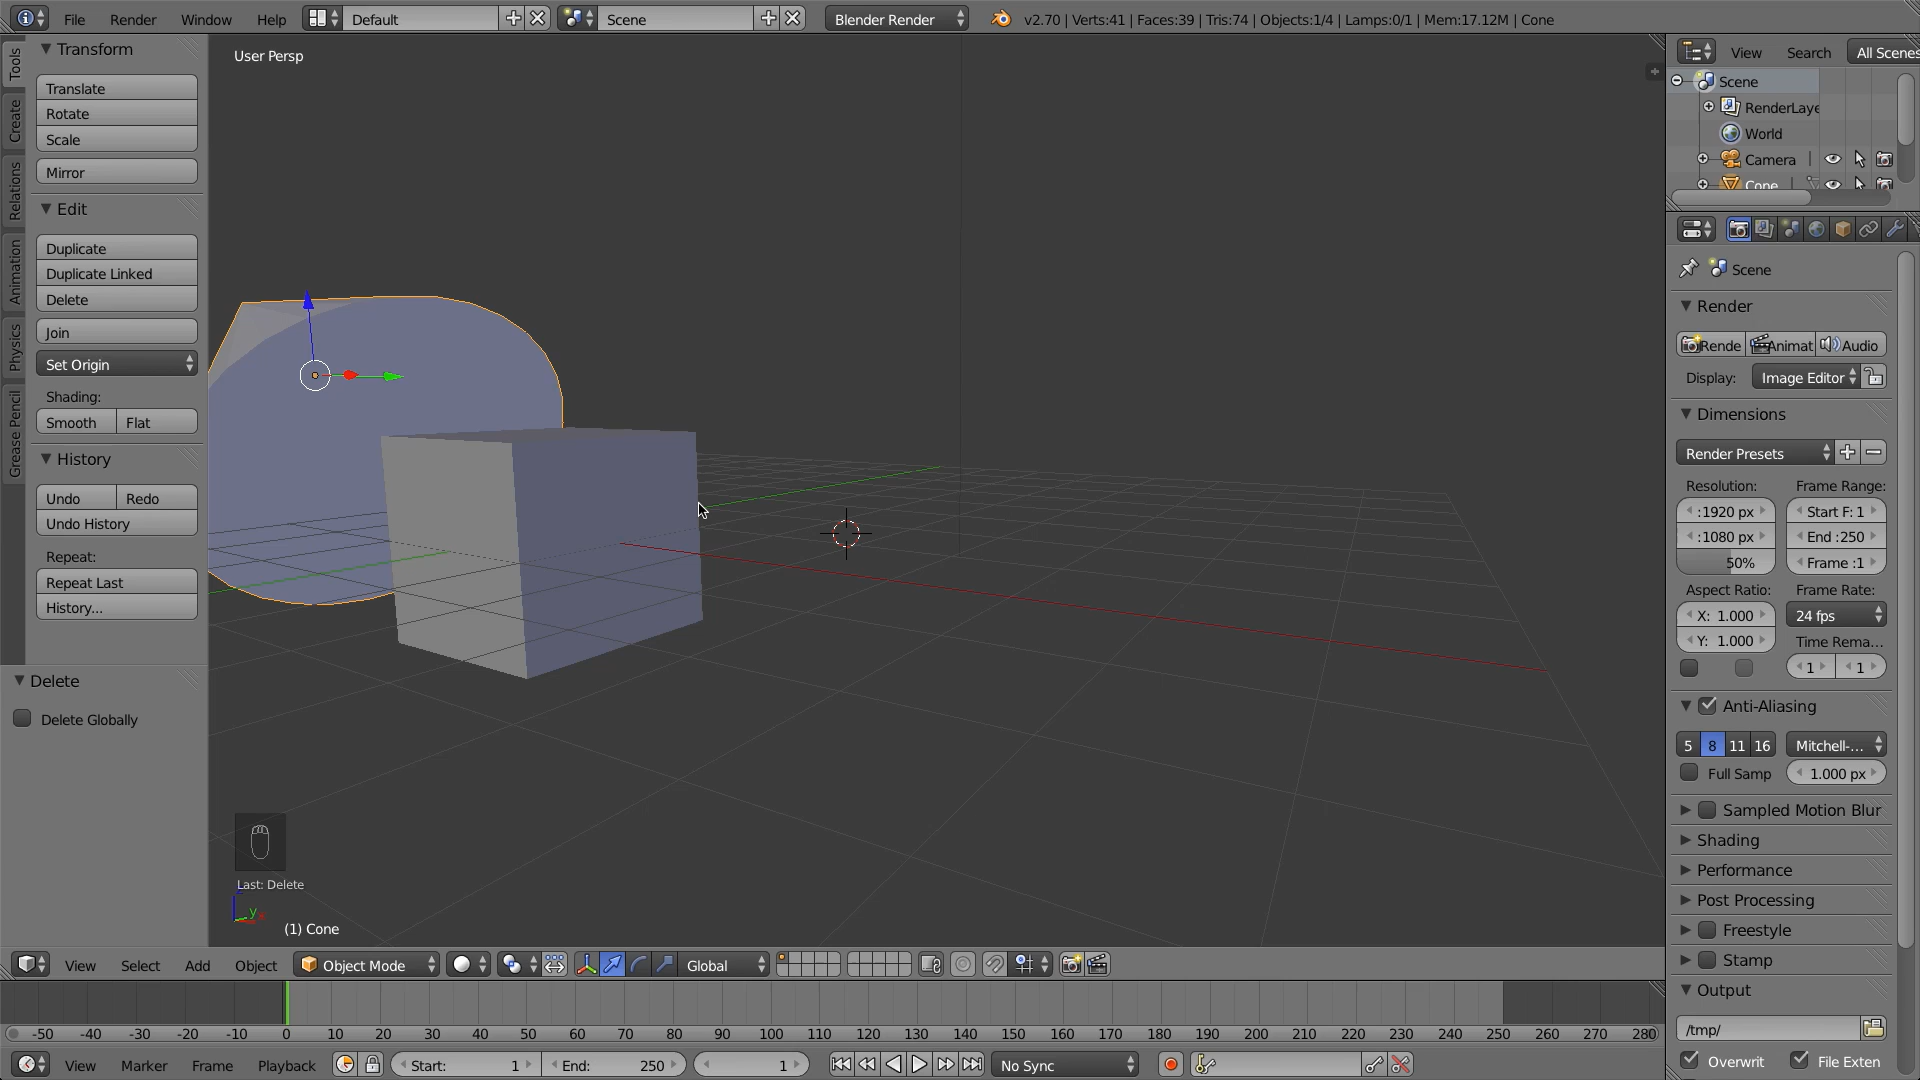 File Render Window Help Default Scene Blender Render v2.70 | Verts:41 | Faces:39 | Tris:74 | Objects:1/4 | Lamps:0/1 | Mem:17.12M | Cone
Tools
Create
Relations
Animation
Physics
Grease Pencil
Transform
Translate
Rotate
Scale
Mirror
Edit
Duplicate
Duplicate Linked
Delete
Join
Set Origin
Shading:
Smooth Flat
History
Undo Redo
Undo History
Repeat:
Repeat Last
History...
Delete
Delete Globally
User Persp
Last: Delete
y
(1) Cone
View Search All Scenes
Scene
RenderLaye
World
Camera
Cone
Scene
Render
Rende Animat Audio
Display: Image Editor
Dimensions
Render Presets
Resolution: Frame Range:
:1920 px Start F: 1
:1080 px End :250
50% Frame :1
Aspect Ratio: Frame Rate:
X: 1.000 24 fps
Y: 1.000 Time Rema...
1 1
Anti-Aliasing
5 8 11 16 Mitchell-...
Full Samp 1.000 px
Sampled Motion Blur
Shading
Performance
Post Processing
Freestyle
Stamp
Output
/tmp/
Overwrit File Exten
View Select Add Object Object Mode Global
-50 -40 -30 -20 -10 0 10 20 30 40 50 60 70 80 90 100 110 120 130 140 150 160 170 180 190 200 210 220 230 240 250 260 270 280
View Marker Frame Playback Start: 1 End: 250 1 No Sync